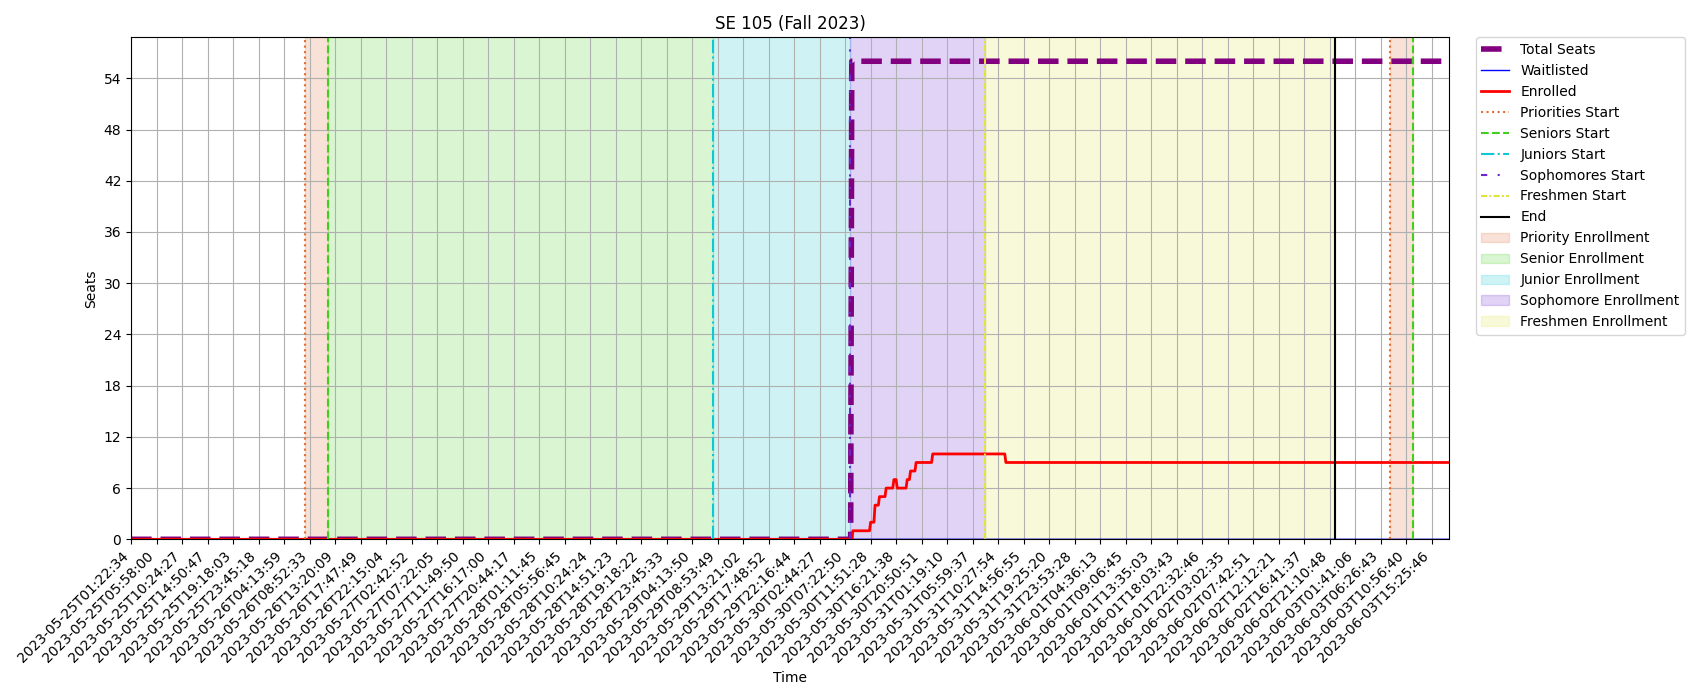 SE 105 (Fall 2023)
Seats
54
48
42
36
30
24
18
12
6
0
2023-05-25T01:22:34
2023-05-25T05:58:00
2023-05-25T10:24:27
2023-05-25T14:50:47
2023-05-25T19:18:03
2023-05-25T23:45:18
2023-05-26T04:13:59
2023-05-26T08:52:33
2023-05-26T13:20:09
2023-05-26T17:47:49
2023-05-26T22:15:04
2023-05-27T02:42:52
2023-05-27T07:22:05
2023-05-27T11:49:50
2023-05-27T16:17:00
2023-05-27T20:44:17
2023-05-28T01:11:45
2023-05-28T05:56:45
2023-05-28T10:24:24
2023-05-28T14:51:23
2023-05-28T19:18:22
2023-05-28T23:45:33
2023-05-29T04:13:50
2023-05-29T08:53:49
2023-05-29T13:21:02
2023-05-29T17:48:52
2023-05-29T22:16:44
2023-05-30T02:44:27
2023-05-30T07:22:50
2023-05-30T11:51:28
2023-05-30T16:21:38
2023-05-30T20:50:51
2023-05-31T01:19:10
2023-05-31T05:59:37
2023-05-31T10:27:54
2023-05-31T14:56:55
2023-05-31T19:25:20
2023-05-31T23:53:28
2023-06-01T04:36:13
2023-06-01T09:06:45
2023-06-01T13:35:03
2023-06-01T18:03:43
2023-06-01T22:32:46
2023-06-02T03:02:35
2023-06-02T07:42:51
2023-06-02T12:12:21
2023-06-02T16:41:37
2023-06-02T21:10:48
2023-06-03T01:41:06
2023-06-03T06:26:43
2023-06-03T10:56:40
2023-06-03T15:25:46
Time
Total Seats
Waitlisted
Enrolled
Priorities Start
Seniors Start
Juniors Start
Sophomores Start
Freshmen Start
End
Priority Enrollment
Senior Enrollment
Junior Enrollment
Sophomore Enrollment
Freshmen Enrollment